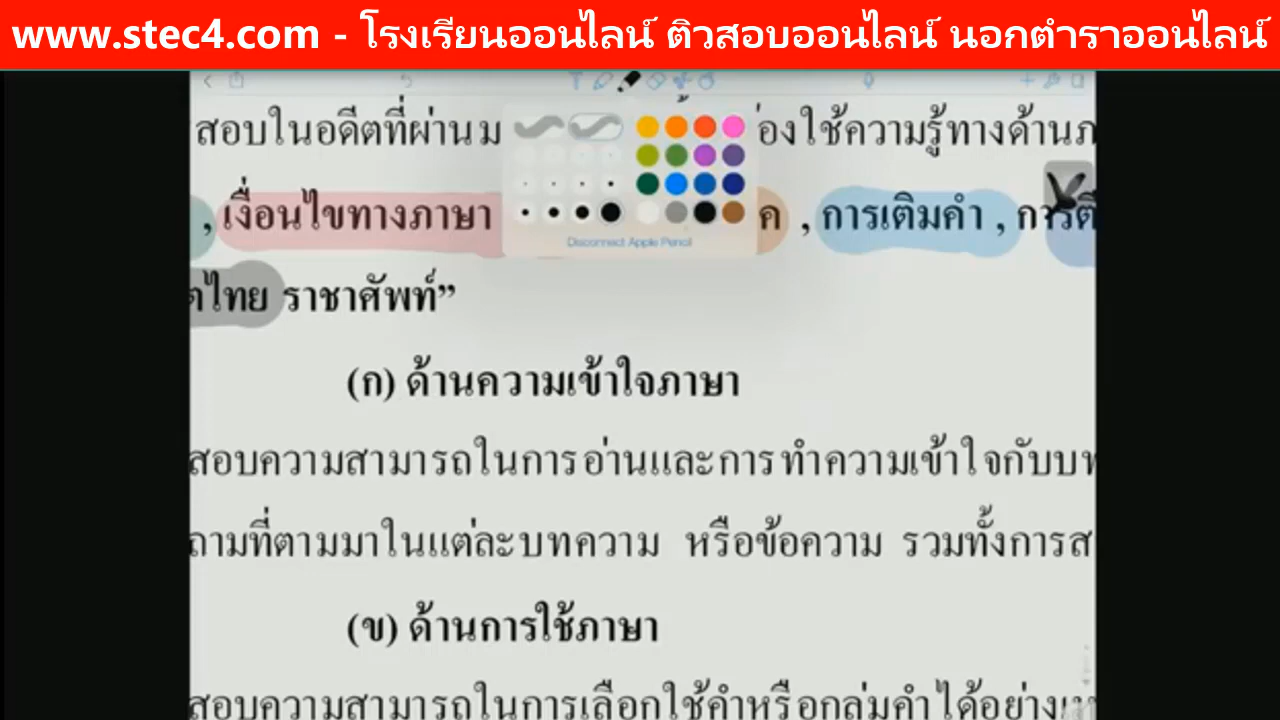 www.stec4.com - โรงเรียนออนไลน์ ติวสอบออนไลน์ นอกตำราออนไลน์
สอบในอดีตที่ผ่านม
องใช้ความรู้ทางด้านภ
Disconnect Apple Pencil
, เงื่อนไขทางภาษา ค , การเติมคำ ,
ไทย ราชาศัพท์”
(ก) ด้านความเข้าใจภาษา
สอบความสามารถในการอ่านและการทำความเข้าใจกับบท
ถามที่ตามมาในแต่ละบทความ หรือข้อความ รวมทั้งการส
(ข) ด้านการใช้ภาษา
สอบความสามารถในการเลือกใช้คำหรือกลุ่มคำได้อย่าง